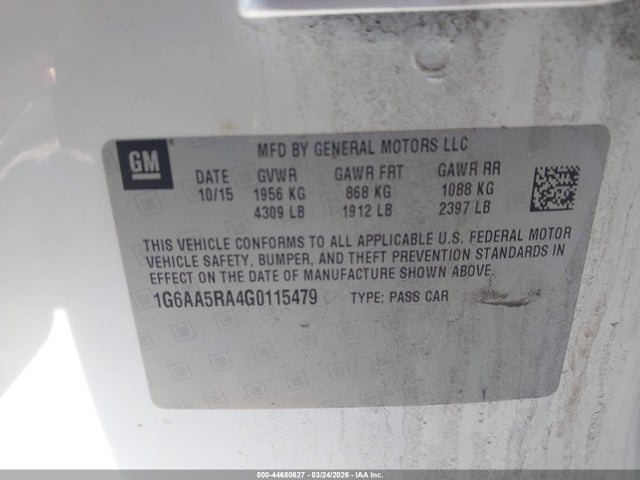 GM
MFD BY GENERAL MOTORS LLC
DATE GVWR GAWR FRT GAWR RR
10/15 1956 KG 868 KG 1088 KG
4309 LB 1912 LB 2397 LB
THIS VEHICLE CONFORMS TO ALL APPLICABLE U.S. FEDERAL MOTOR
VEHICLE SAFETY, BUMPER, AND THEFT PREVENTION STANDARDS IN
EFFECT ON THE DATE OF MANUFACTURE SHOWN ABOVE.
1G6AA5RA4G0115479 TYPE: PASS CAR
000-44680627 - 03/24/2026 - IAA Inc.